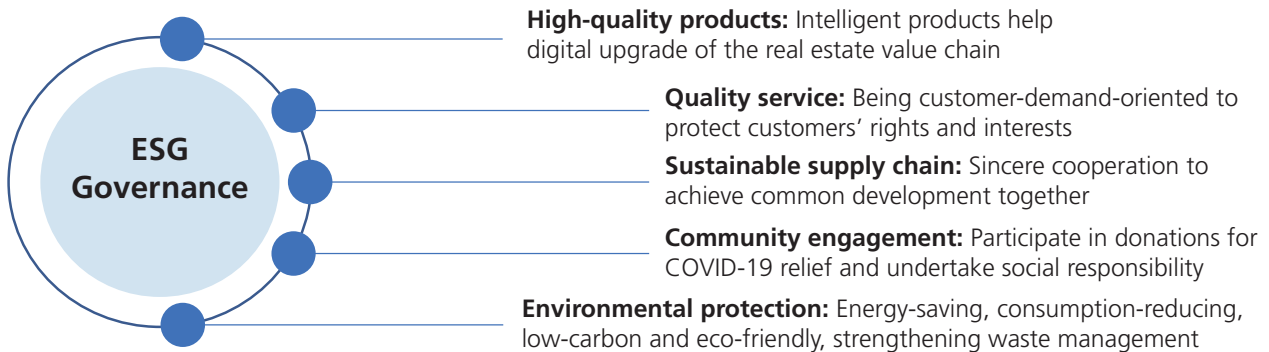 High-quality products: Intelligent products help
digital upgrade of the real estate value chain
Quality service: Being customer-demand-oriented to
protect customers’ rights and interests
ESG
Governance
Sustainable supply chain: Sincere cooperation to
achieve common development together
Community engagement: Participate in donations for
COVID-19 relief and undertake social responsibility
Environmental protection: Energy-saving, consumption-reducing,
low-carbon and eco-friendly, strengthening waste management